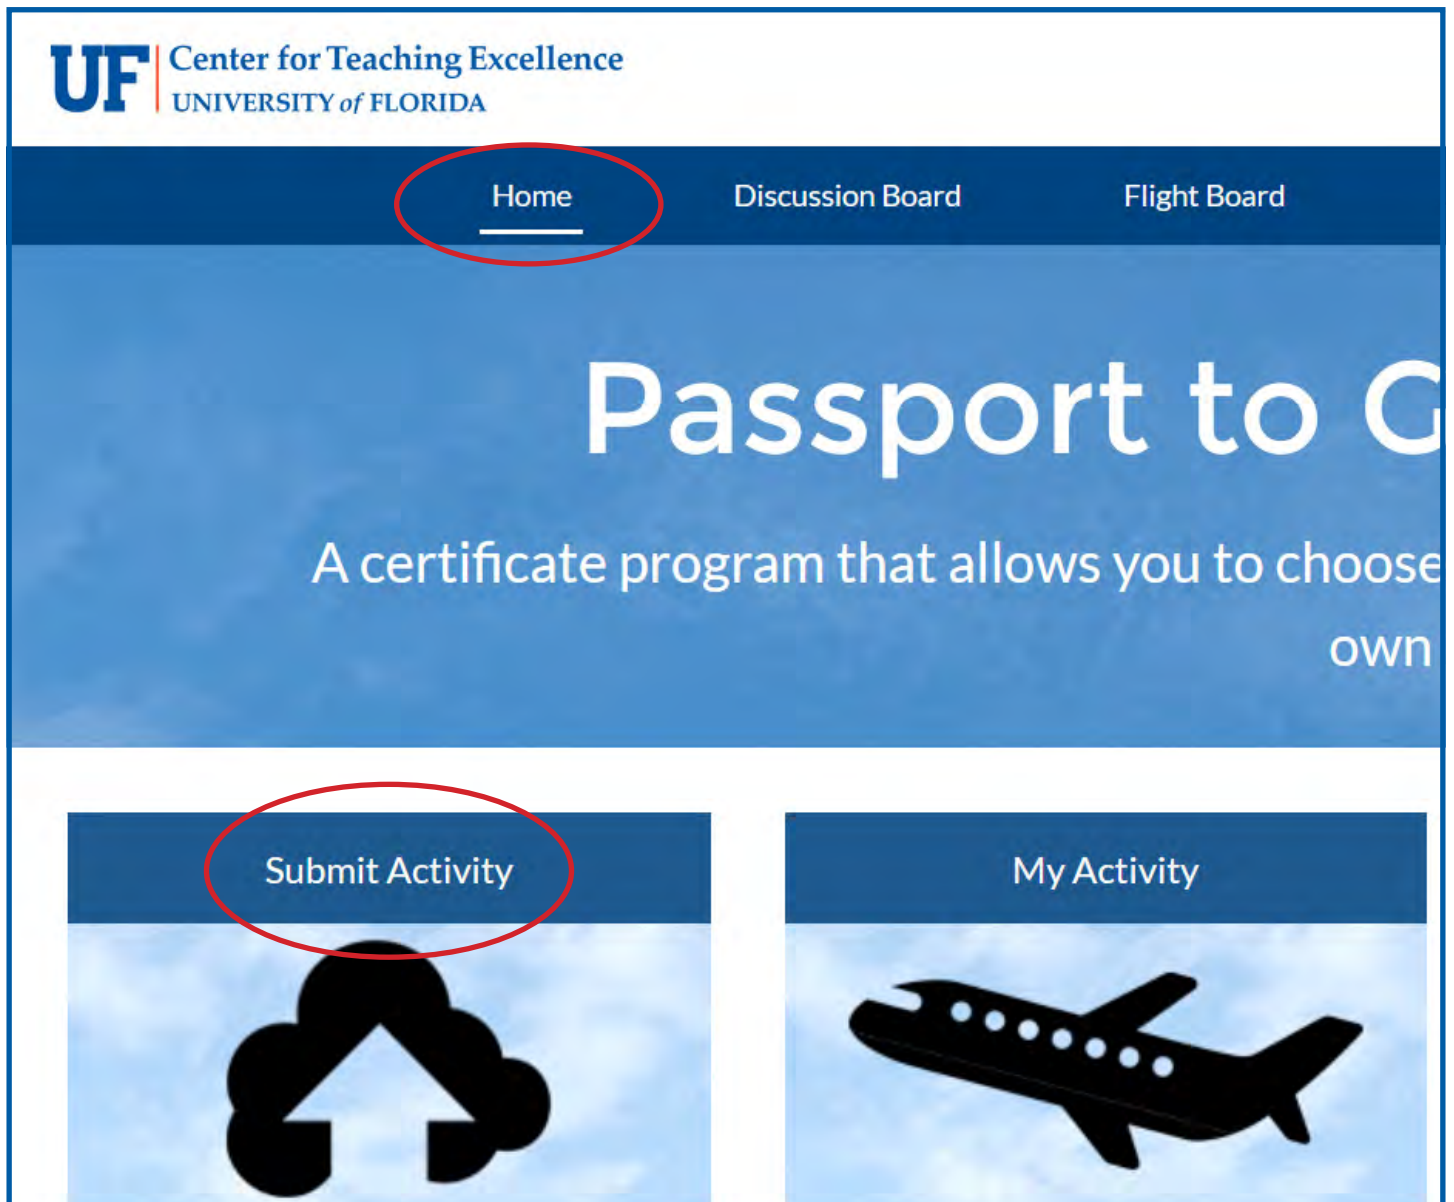 UF Center for Teaching Excellence
UNIVERSITY of FLORIDA
Home Discussion Board Flight Board
Passport to G
A certificate program that allows you to choose
own
Submit Activity My Activity